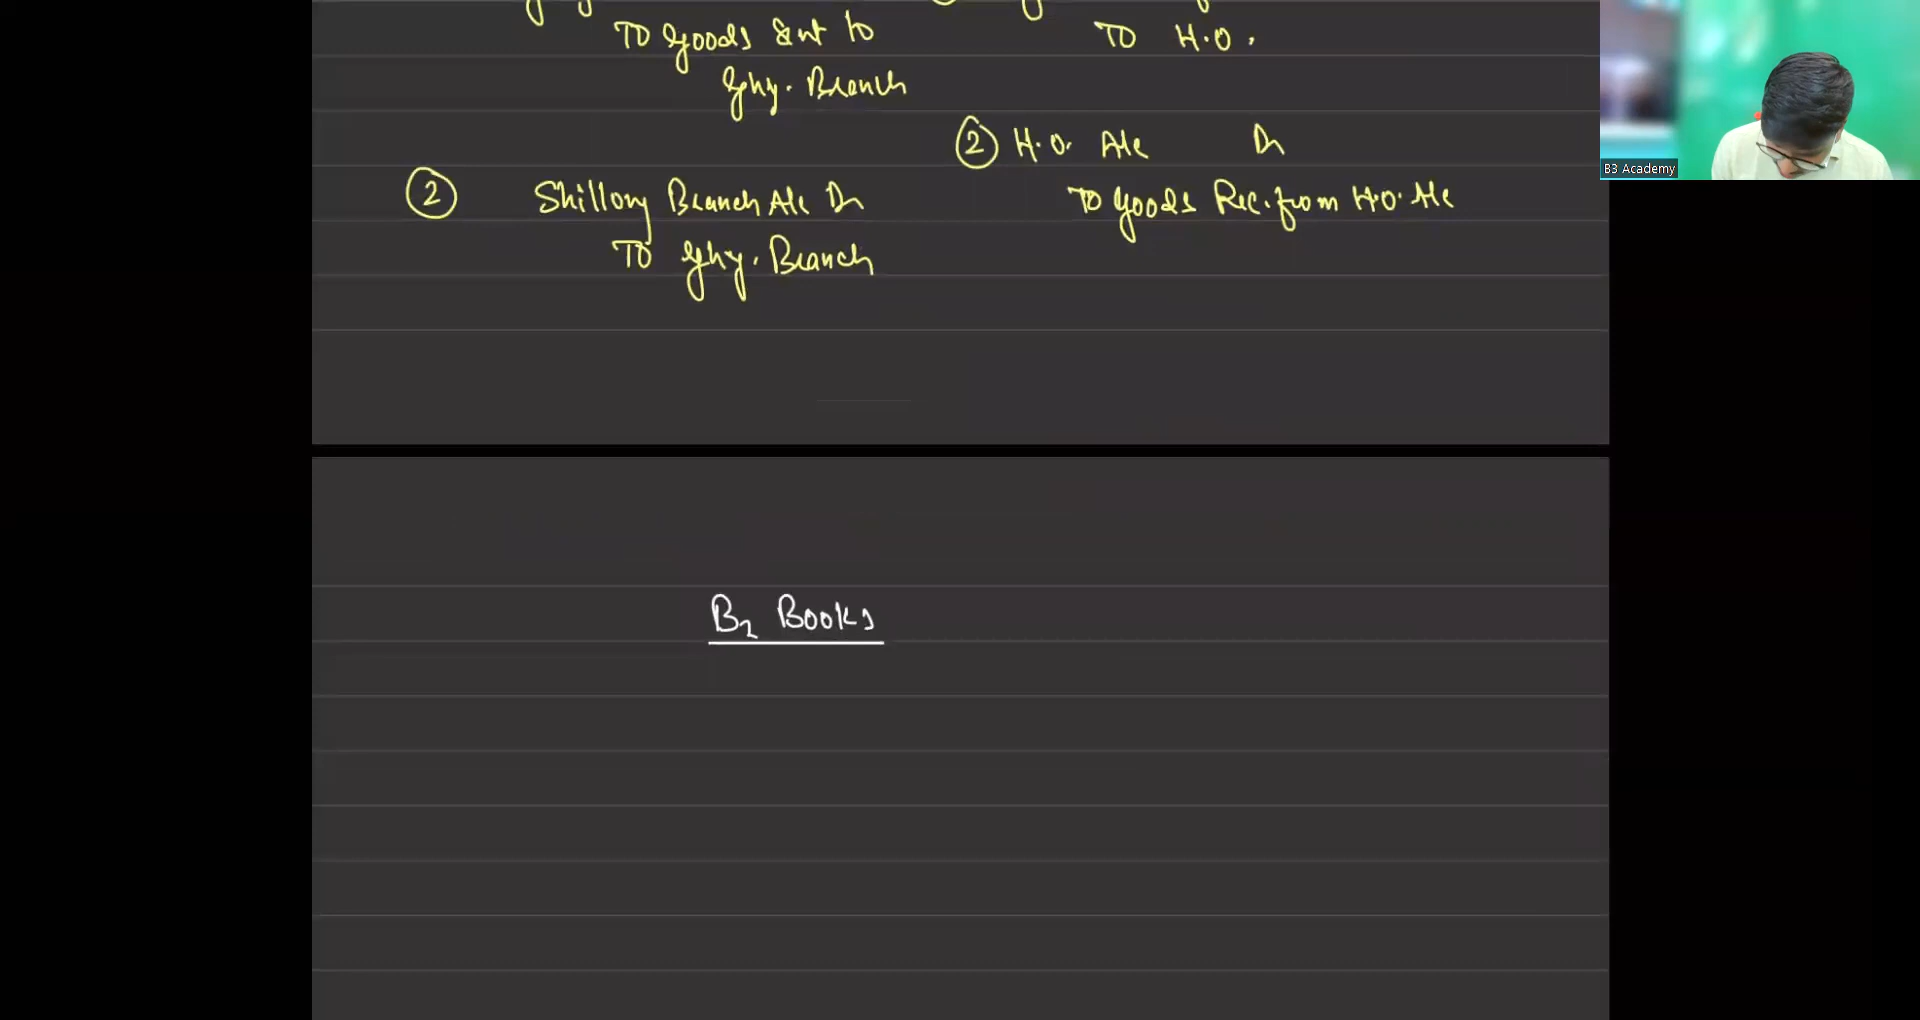 To Goods Sent to
Ghy. Branch
To H.O.
② H.O. A/c Dr
To Goods Rec. from H.O. A/c
② Shillong Branch A/c Dr
To Ghy. Branch
B2 Books
B3 Academy